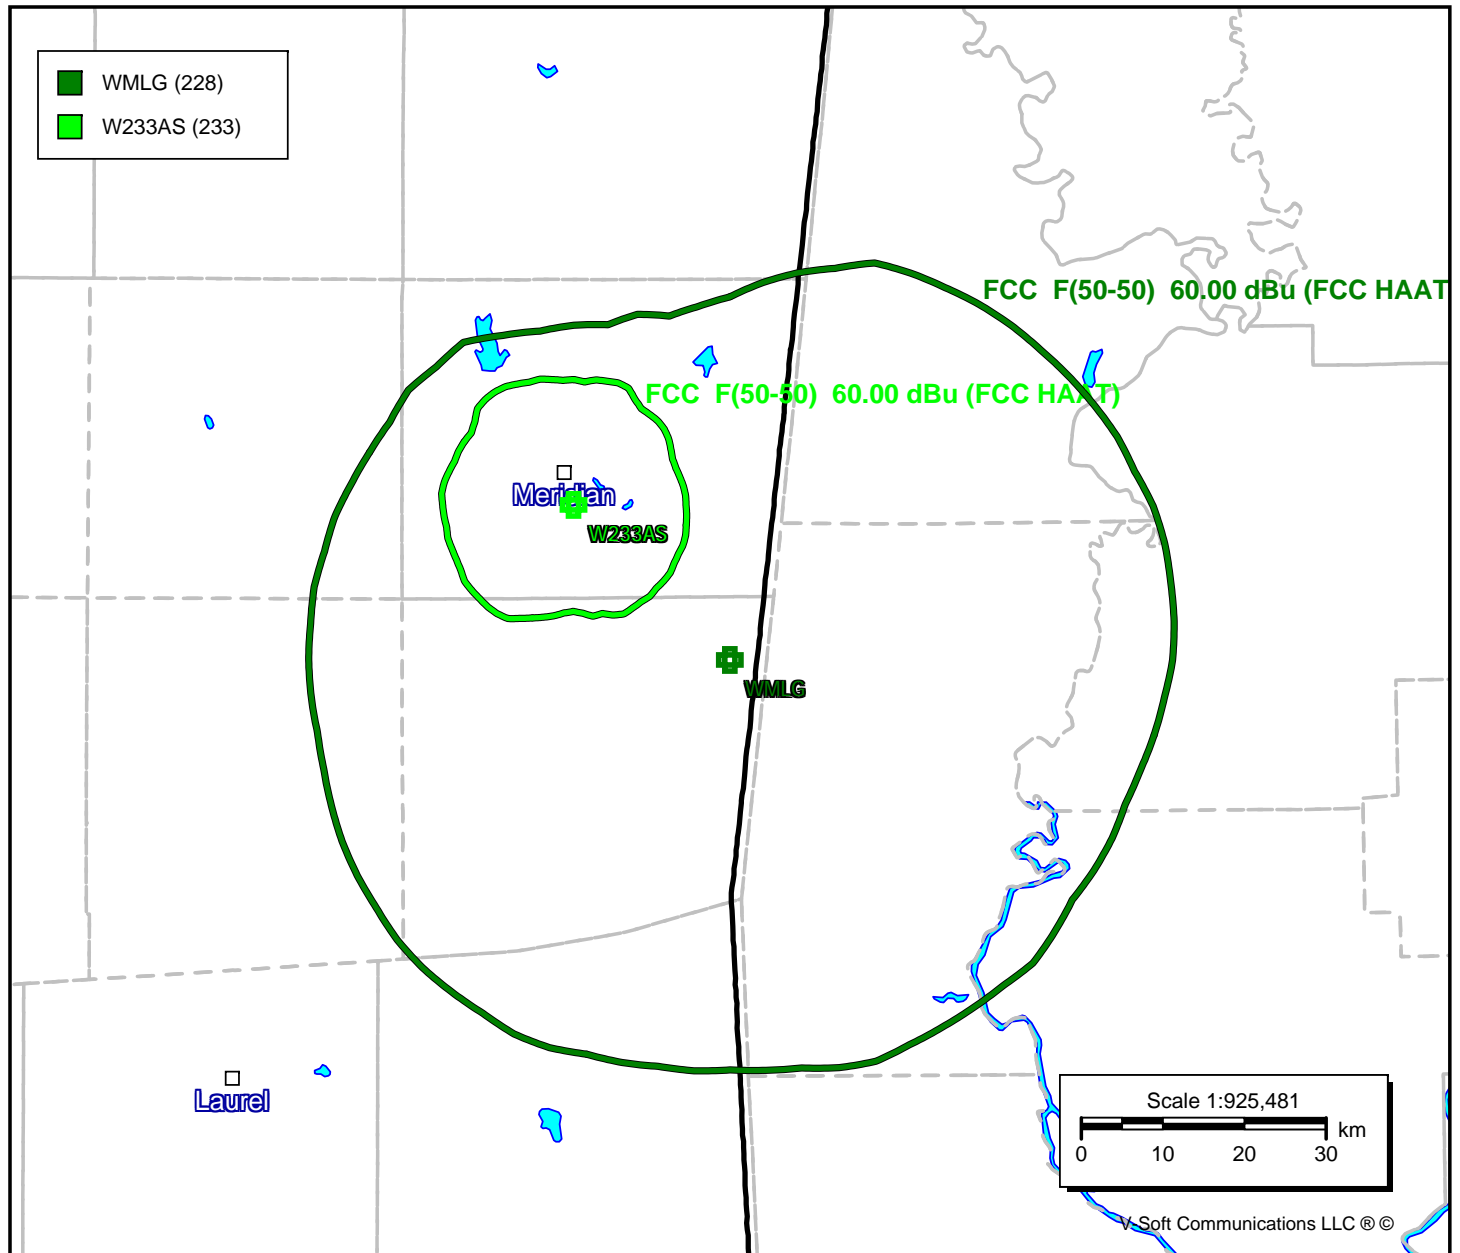 WMLG (228)
W233AS (233)
FCC F(50-50) 60.00 dBu (FCC HAAT
FCC F(50-50) 60.00 dBu (FCC HAAT)
Meridian
W233AS
WMLG
Laurel
Scale 1:925,481
km
0 10 20 30
V-Soft Communications LLC ® ©